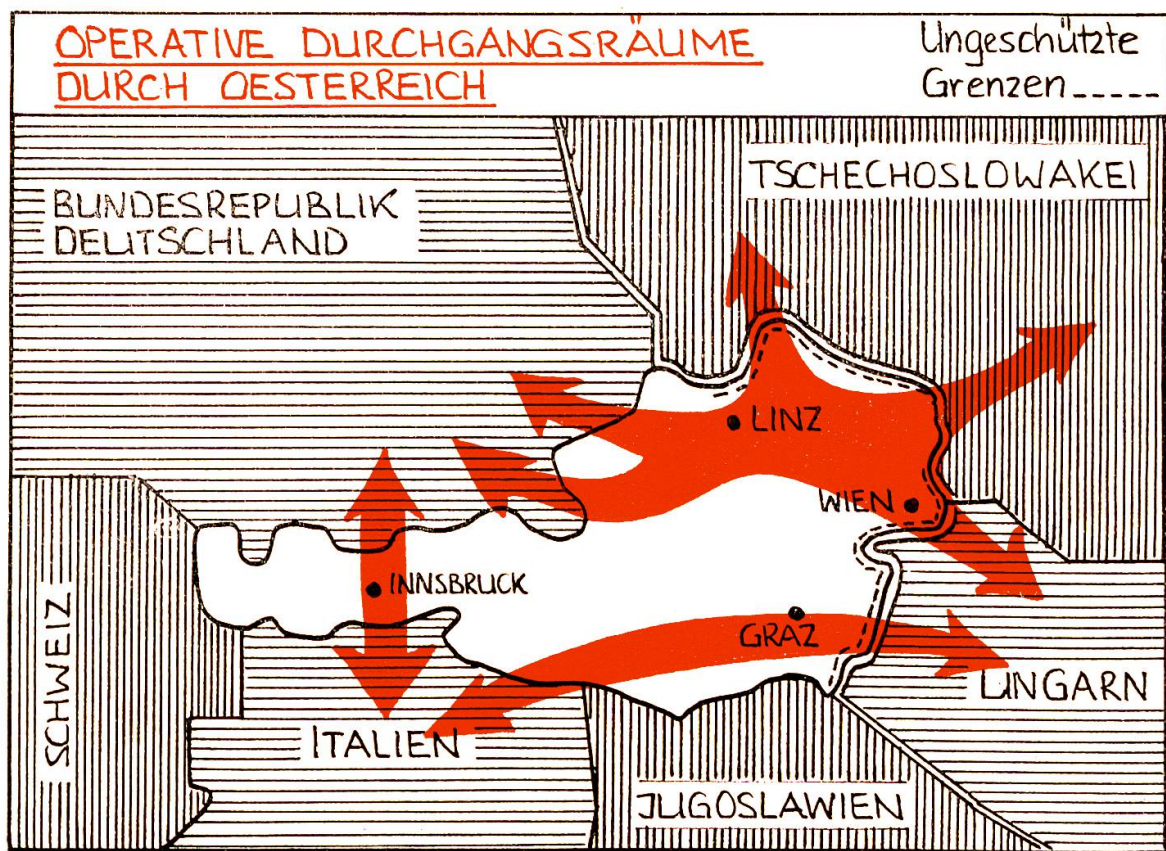 OPERATIVE DURCHGANGSRÄUME
DURCH OESTERREICH
Ungeschützte
Grenzen-----
BUNDESREPUBLIK
DEUTSCHLAND
TSCHECHOSLOWAKEI
LINZ
WIEN
INNSBRUCK
GRAZ
SCHWEIZ
ITALIEN
UNGARN
JUGOSLAWIEN